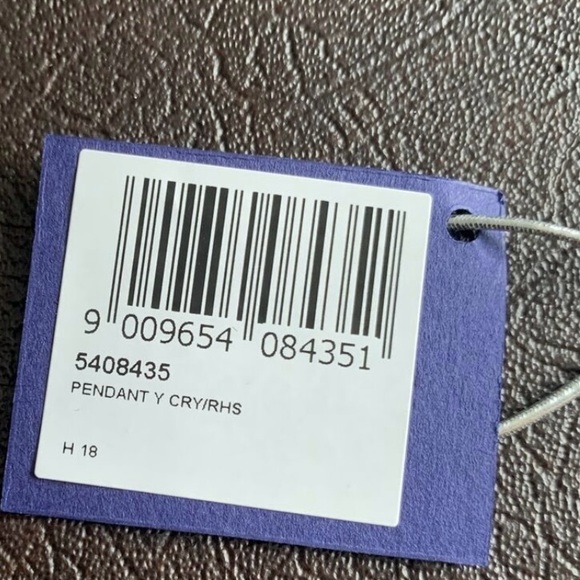 9 009654 084351
5408435
PENDANT Y CRY/RHS
H 18